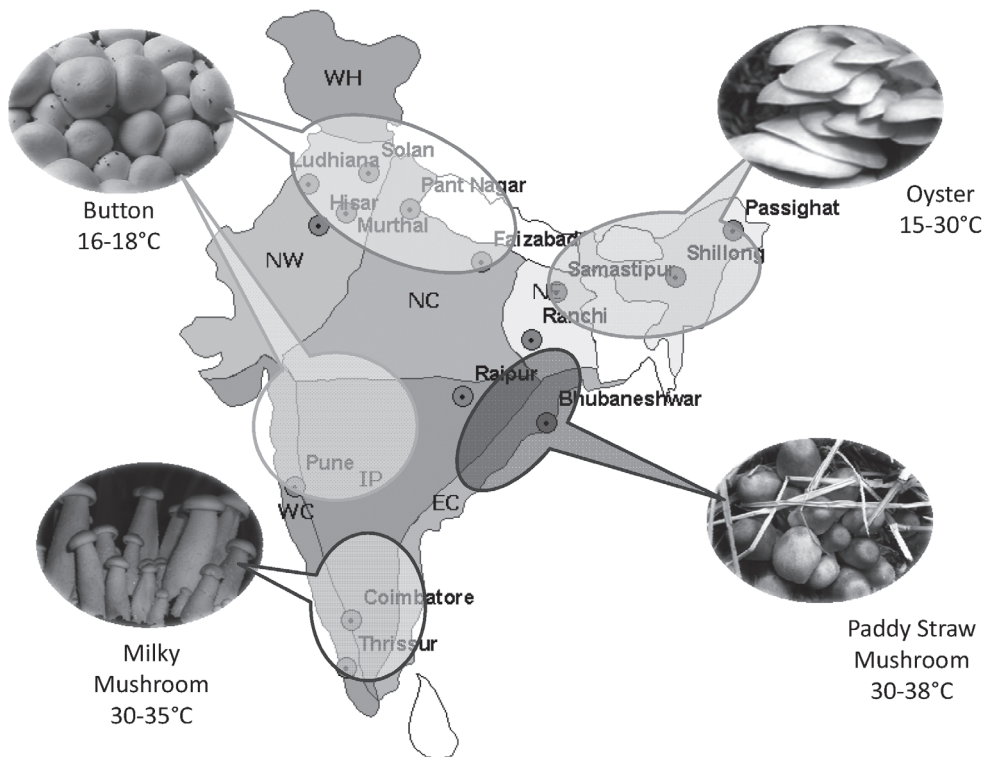 WH
Ludhiana
Solan
Pant Nagar
Hisar
Murthal
Faizabad
NW
NC
NE
Samastipur
Shillong
Passighat
Ranchi
Raipur
Bhubaneshwar
Pune
IP
WC
EC
Coimbatore
Thrissur
Button
16-18°C
Oyster
15-30°C
Milky
Mushroom
30-35°C
Paddy Straw
Mushroom
30-38°C